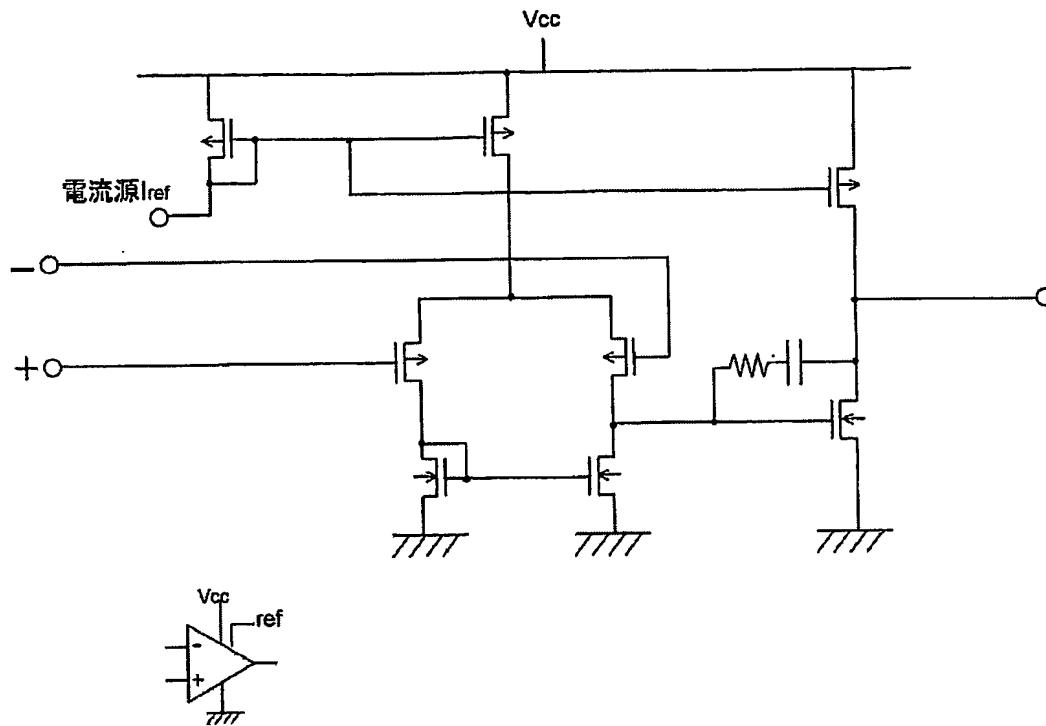 Vcc
電流源Iref
−
+
Vcc
ref
-
+